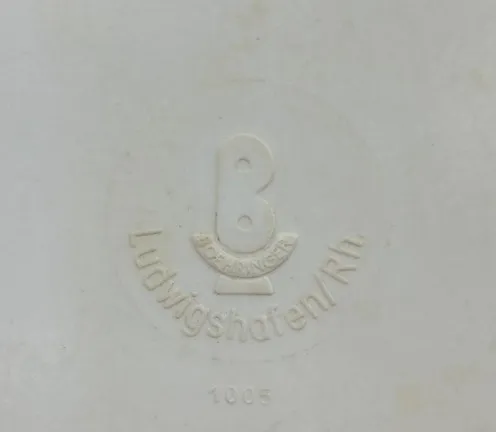 B
BOEHRINGER
Ludwigshafen/Rh.
1003